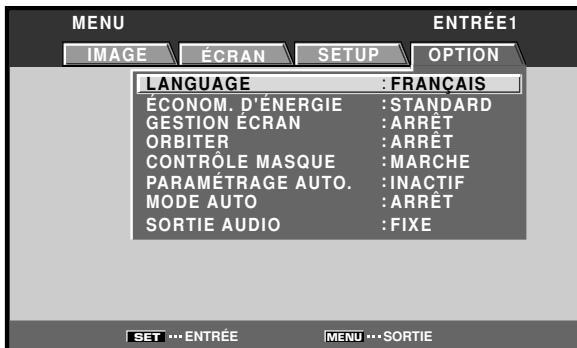 MENU ENTRÉE1
IMAGE ÉCRAN SETUP OPTION
LANGUAGE :FRANÇAIS
ÉCONOM. D'ÉNERGIE :STANDARD
GESTION ÉCRAN :ARRÊT
ORBITER :ARRÊT
CONTRÔLE MASQUE :MARCHE
PARAMÉTRAGE AUTO. :INACTIF
MODE AUTO :ARRÊT
SORTIE AUDIO :FIXE
SET ···ENTRÉE MENU ···SORTIE